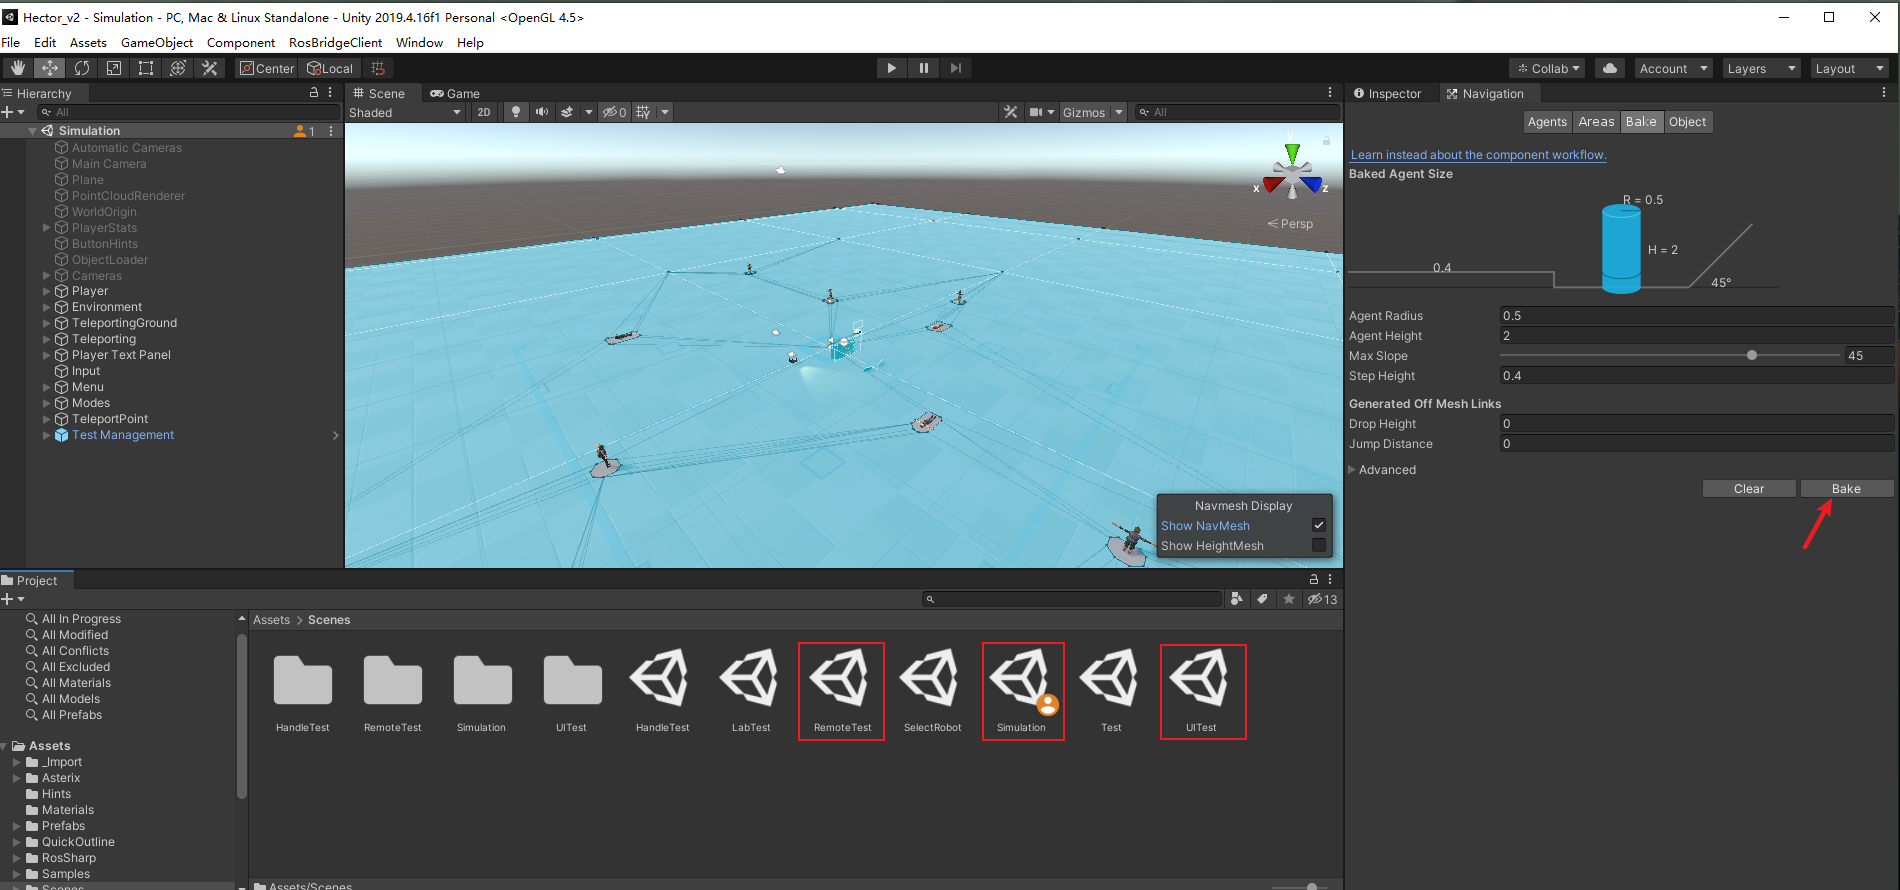 Hector_v2 - Simulation - PC, Mac & Linux Standalone - Unity 2019.4.16f1 Personal <OpenGL 4.5>
File Edit Assets GameObject Component RosBridgeClient Window Help
Center Local Collab Account Layers Layout
Hierarchy
All
Simulation 1
Automatic Cameras
Main Camera
Plane
PointCloudRenderer
WorldOrigin
PlayerStats
ButtonHints
ObjectLoader
Cameras
Player
Environment
TeleportingGround
Teleporting
Player Text Panel
Input
Menu
Modes
TeleportPoint
Test Management
Scene Game
Shaded 2D 0 Gizmos All
y
x z
Persp
Navmesh Display
Show NavMesh
Show HeightMesh
Inspector Navigation
Agents Areas Bake Object
Learn instead about the component workflow.
Baked Agent Size
R = 0.5
H = 2
0.4
45°
Agent Radius 0.5
Agent Height 2
Max Slope 45
Step Height 0.4
Generated Off Mesh Links
Drop Height 0
Jump Distance 0
Advanced
Clear Bake
Project
13
All In Progress
All Modified
All Conflicts
All Excluded
All Materials
All Models
All Prefabs
Assets
_Import
Asterix
Hints
Materials
Prefabs
QuickOutline
RosSharp
Samples
Scenes
Assets > Scenes
HandleTest RemoteTest Simulation UITest HandleTest LabTest RemoteTest SelectRobot Simulation Test UITest
Assets/Scenes